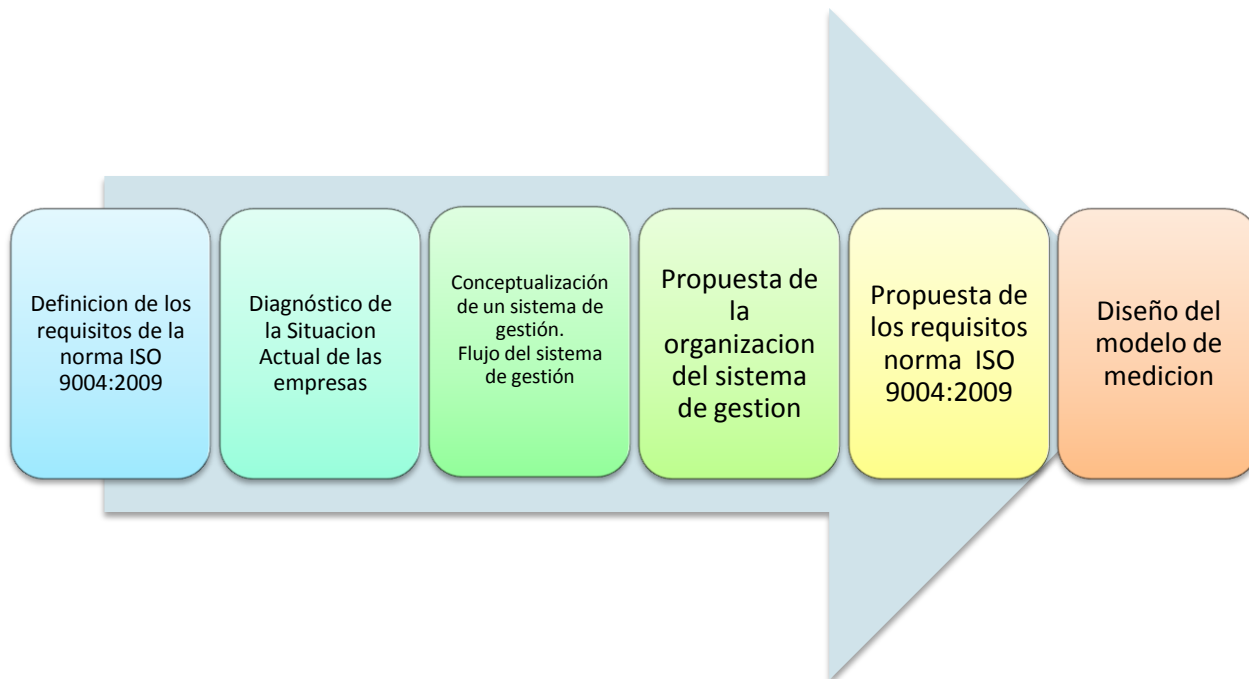 Definicion de los
requisitos de la
norma ISO
9004:2009
Diagnóstico de
la Situacion
Actual de las
empresas
Conceptualización
de un sistema de
gestión.
Flujo del sistema
de gestión
Propuesta de
la
organizacion
del sistema
de gestion
Propuesta de
los requisitos
norma ISO
9004:2009
Diseño del
modelo de
medicion